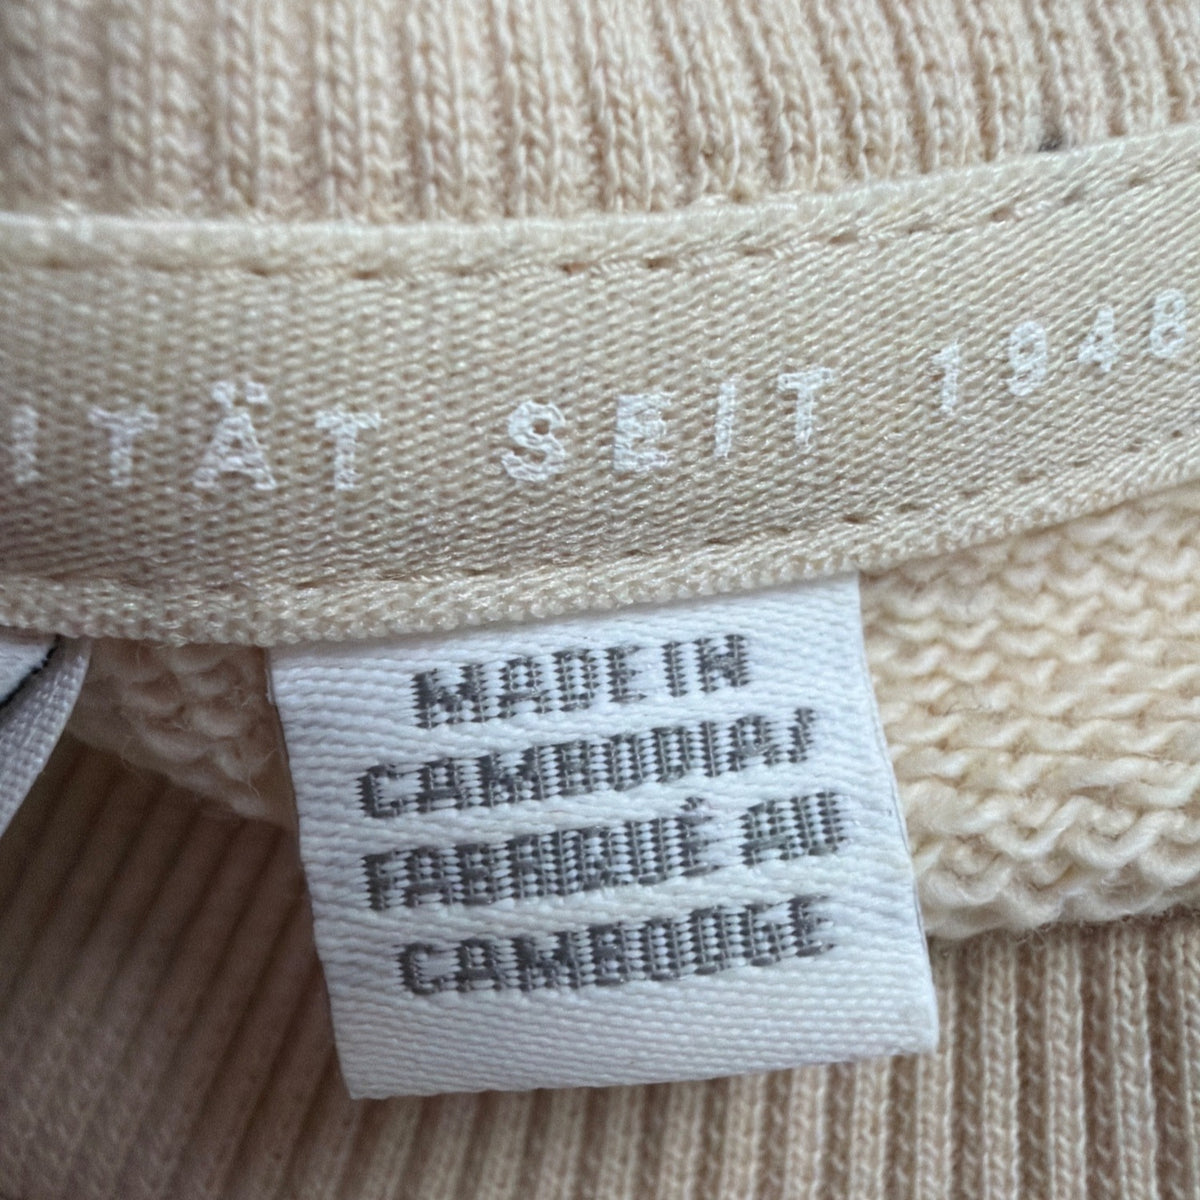 ITÄT SEIT 1948
MADE IN
CAMBODIA/
FABRIQUÉ AU
CAMBODGE